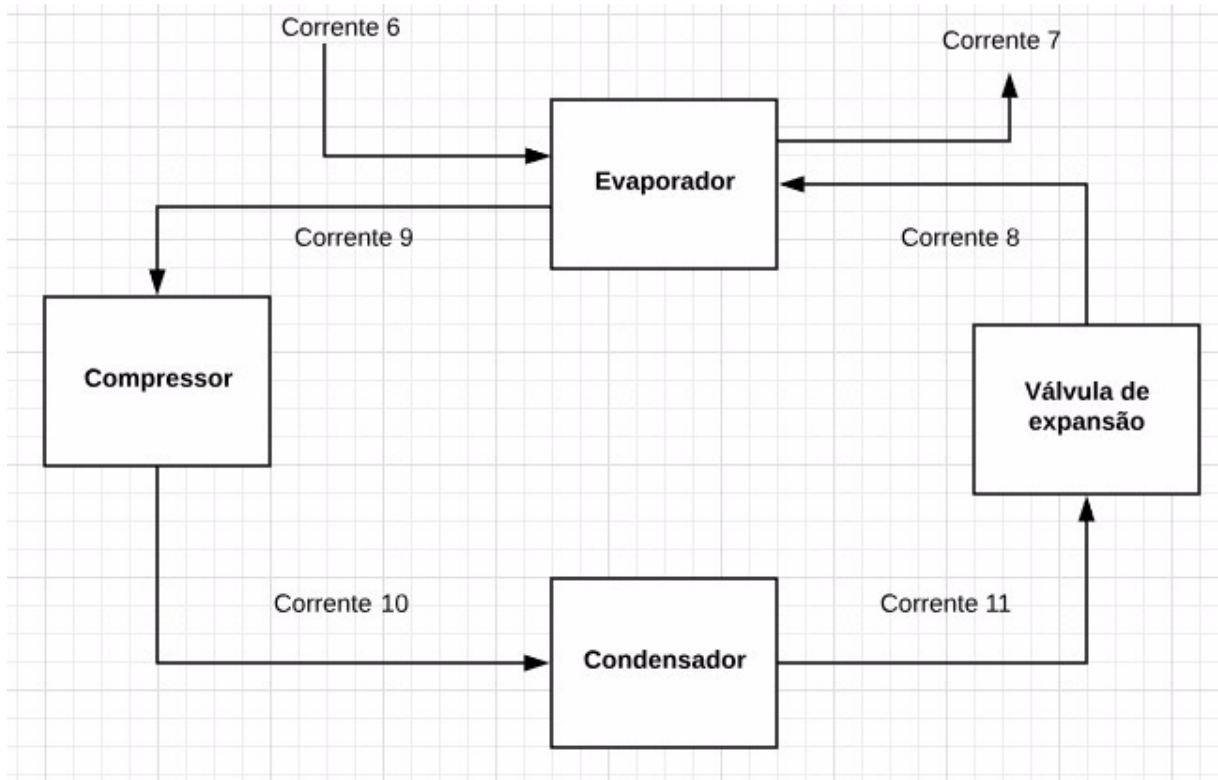 Corrente 6
Corrente 7
Evaporador
Corrente 9
Corrente 8
Compressor
Válvula de
expansão
Corrente 10
Corrente 11
Condensador